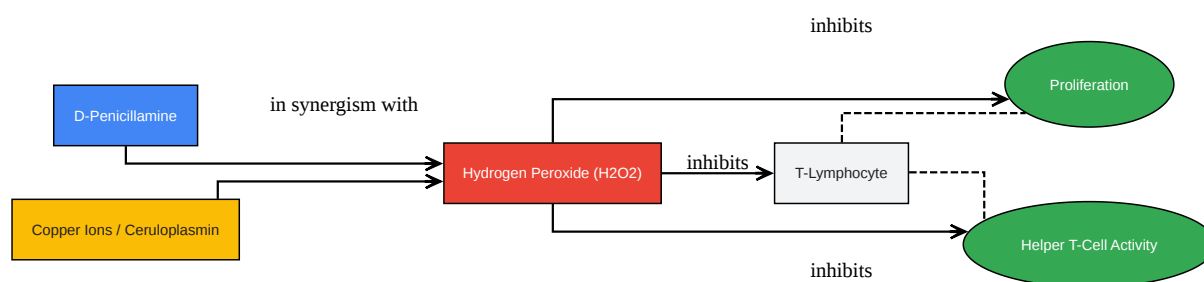 inhibits
Proliferation
D-Penicillamine
in synergism with
Hydrogen Peroxide (H2O2)
inhibits
T-Lymphocyte
Copper Ions / Ceruloplasmin
Helper T-Cell Activity
inhibits